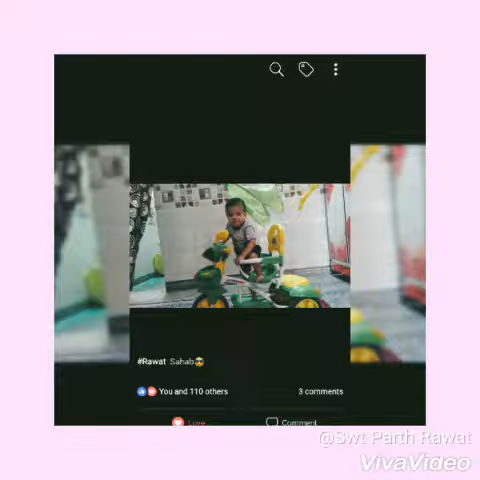 #Rawat Sahab😎
You and 110 others 3 comments
Love Comment
@Swt Parth Rawat
VivaVideo